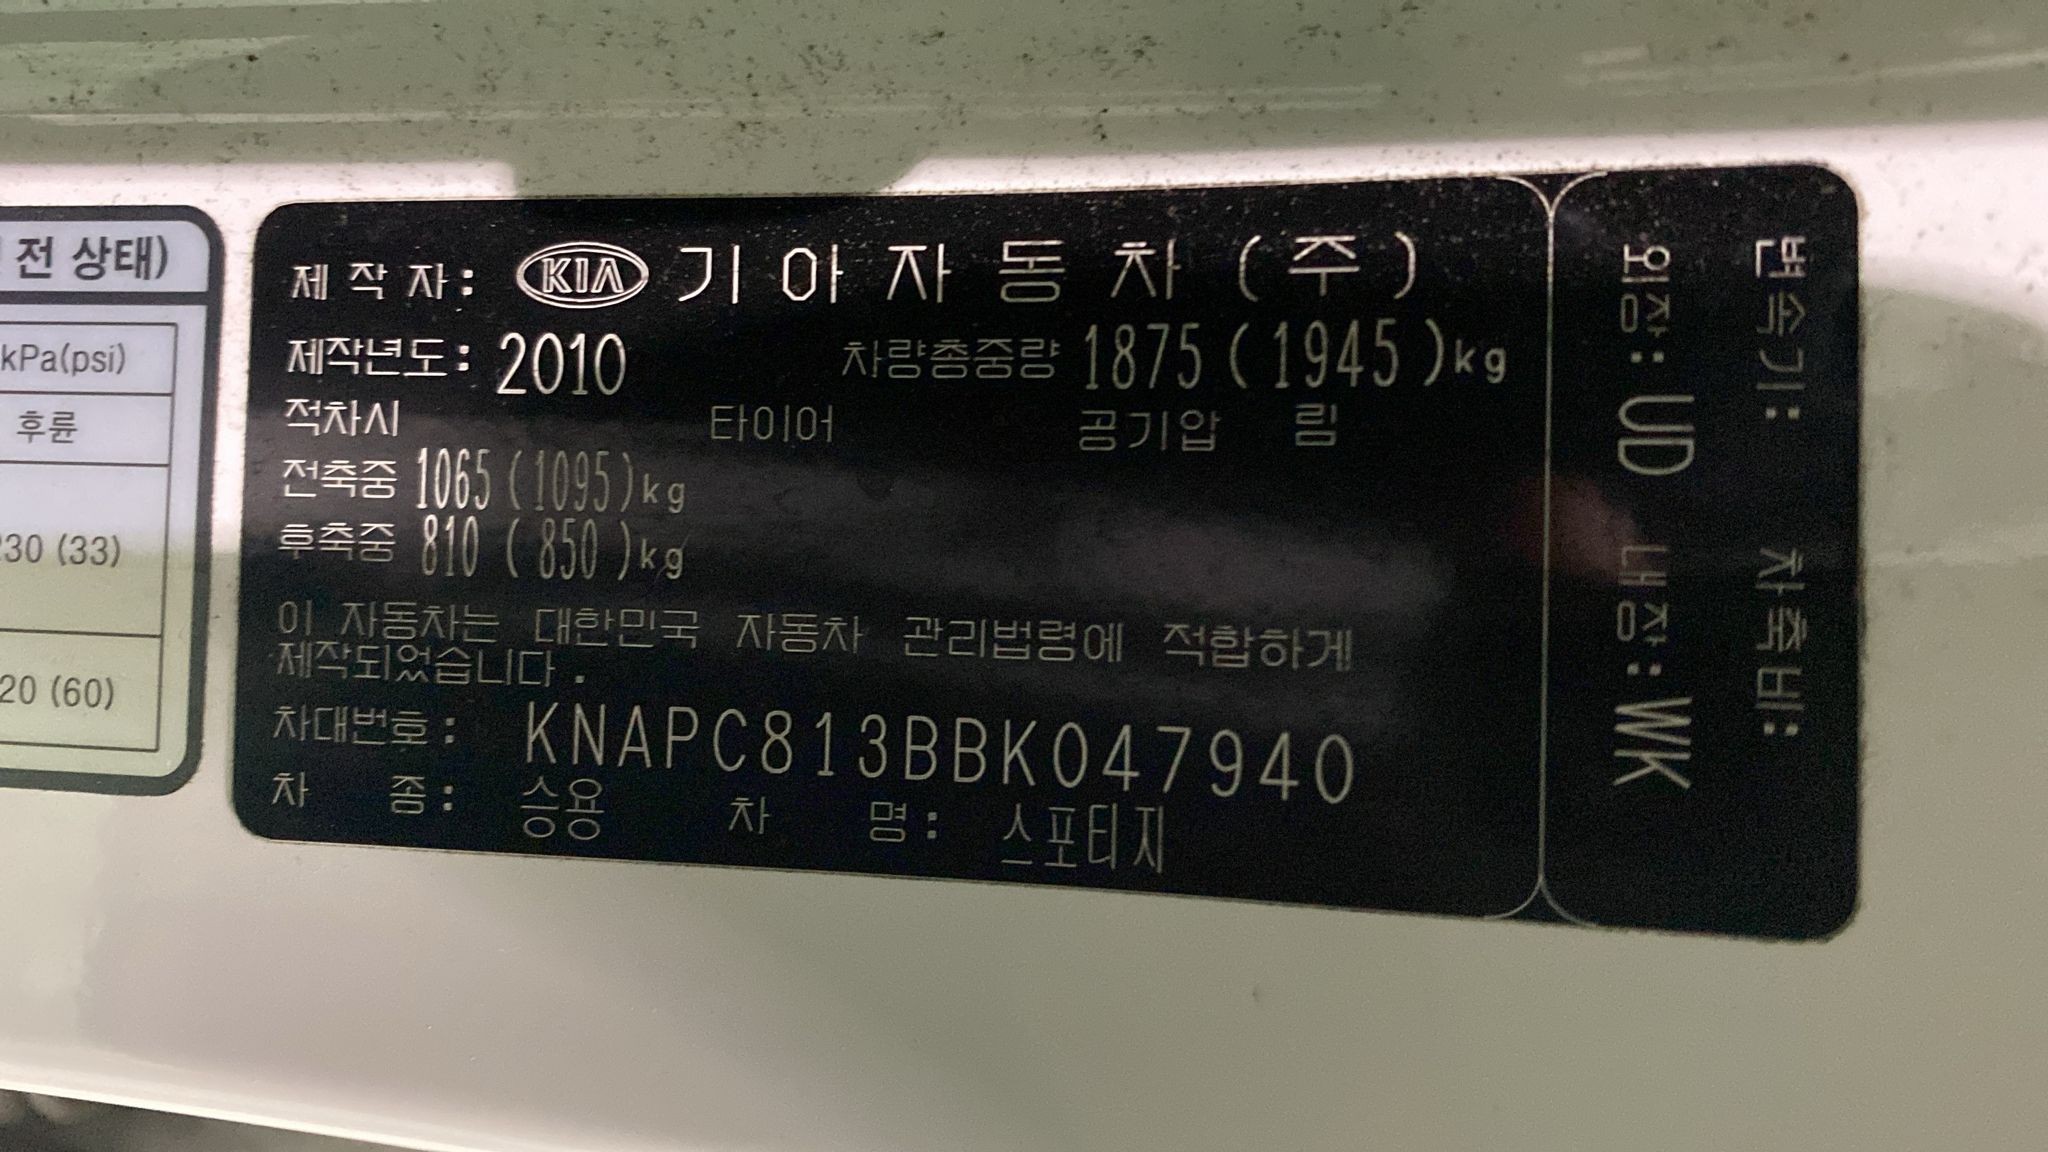 전 상태)
kPa(psi)
후륜
230 (33)
20 (60)
제 작 자: KIA 기아자동차(주)
제작년도: 2010 차량총중량 1875(1945)kg
적차시 타이어 공기압 림
전축중 1065(1095)kg
후축중 810(850)kg
이 자동차는 대한민국 자동차 관리법령에 적합하게
제작되었습니다.
차대번호: KNAPC813BBK047940
차 종: 승용 차 명: 스포티지
변속기: 차축비:
외장: UD 내장: WK